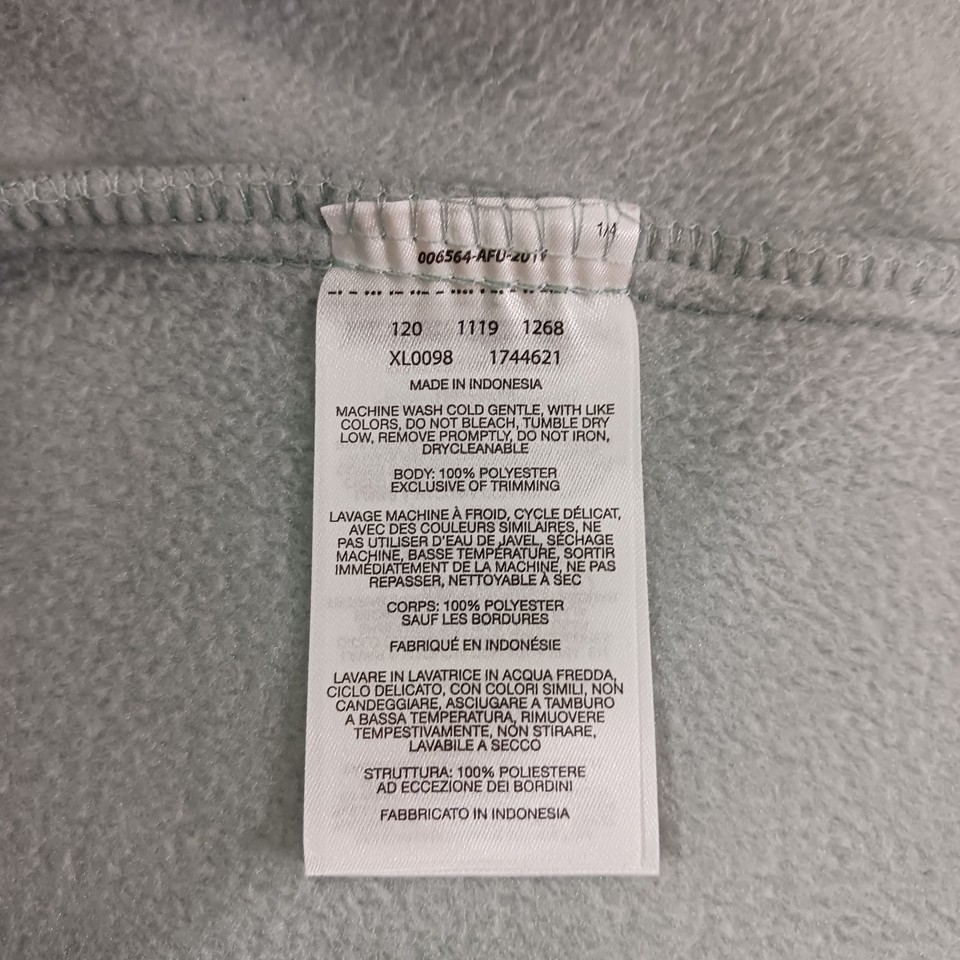 1/4
006564-AFU-2019
120 1119 1268
XL0098 1744621
MADE IN INDONESIA
MACHINE WASH COLD GENTLE, WITH LIKE
COLORS, DO NOT BLEACH, TUMBLE DRY
LOW, REMOVE PROMPTLY, DO NOT IRON,
DRYCLEANABLE
BODY: 100% POLYESTER
EXCLUSIVE OF TRIMMING
LAVAGE MACHINE À FROID, CYCLE DÉLICAT,
AVEC DES COULEURS SIMILAIRES, NE
PAS UTILISER D'EAU DE JAVEL, SÉCHAGE
MACHINE, BASSE TEMPÉRATURE, SORTIR
IMMÉDIATEMENT DE LA MACHINE, NE PAS
REPASSER, NETTOYABLE À SEC
CORPS: 100% POLYESTER
SAUF LES BORDURES
FABRIQUÉ EN INDONÉSIE
LAVARE IN LAVATRICE IN ACQUA FREDDA,
CICLO DELICATO, CON COLORI SIMILI, NON
CANDEGGIARE, ASCIUGARE A TAMBURO
A BASSA TEMPERATURA, RIMUOVERE
TEMPESTIVAMENTE, NON STIRARE,
LAVABILE A SECCO
STRUTTURA: 100% POLIESTERE
AD ECCEZIONE DEI BORDINI
FABBRICATO IN INDONESIA